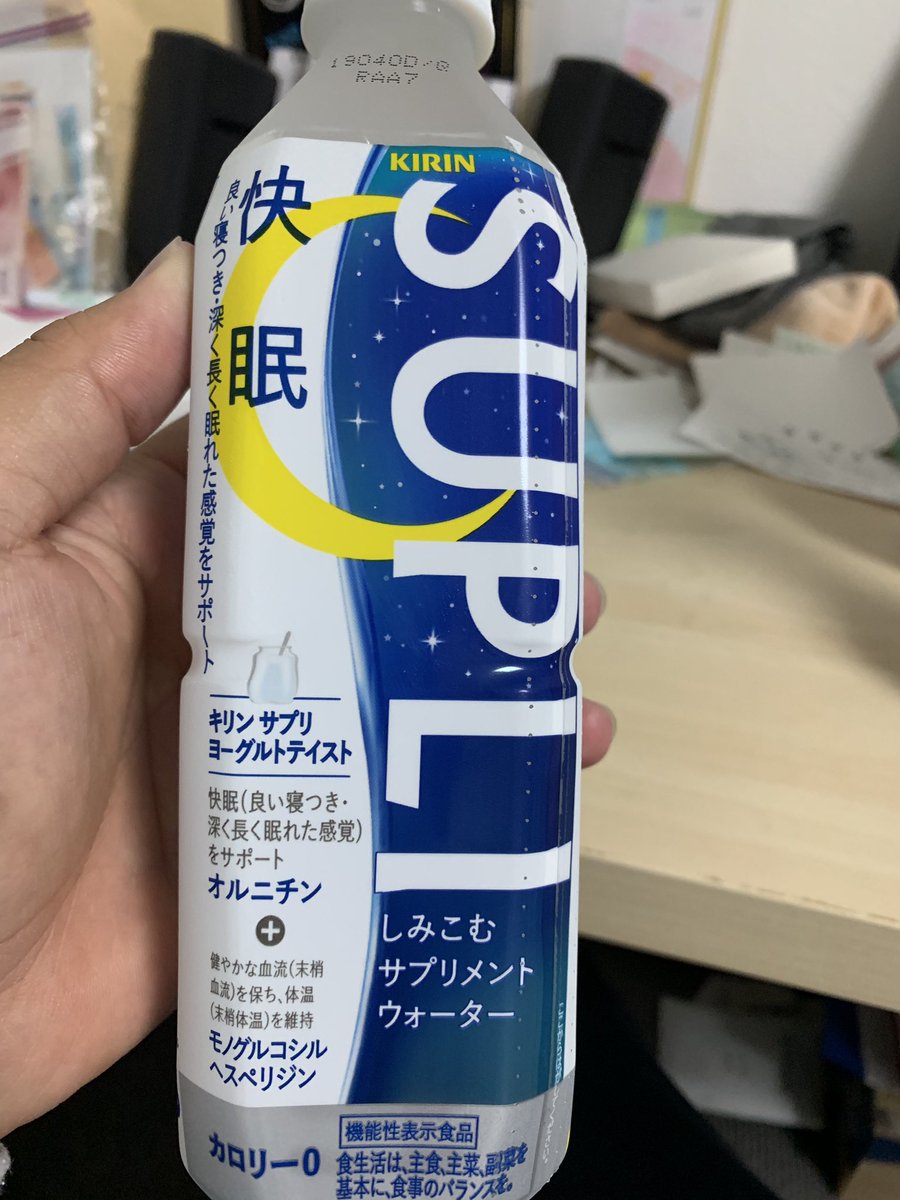 19040D/Q
RAA7
KIRIN
SUPLI
快眠
良い寝つき・深く長く眠れた感覚をサポート
キリン サプリ
ヨーグルトテイスト
快眠(良い寝つき・
深く長く眠れた感覚)
をサポート
オルニチン
+
健やかな血流(末梢
血流)を保ち、体温
(末梢体温)を維持
モノグルコシル
ヘスペリジン
しみこむ
サプリメント
ウォーター
カロリー0
機能性表示食品
食生活は、主食、主菜、副菜を
基本に、食事のバランスを。